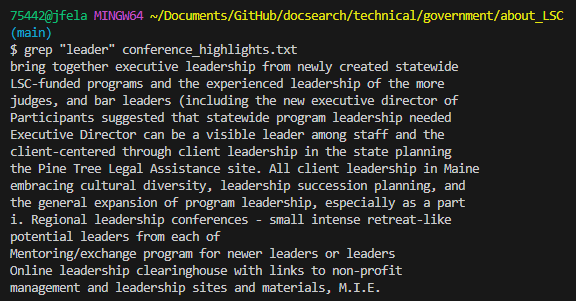 75442@jfela MINGW64 ~/Documents/GitHub/docsearch/technical/government/about_LSC
(main)
$ grep "leader" conference_highlights.txt
bring together executive leadership from newly created statewide
LSC-funded programs and the experienced leadership of the more
judges, and bar leaders (including the new executive director of
Participants suggested that statewide program leadership needed
Executive Director can be a visible leader among staff and the
client-centered through client leadership in the state planning
the Pine Tree Legal Assistance site. All client leadership in Maine
embracing cultural diversity, leadership succession planning, and
the general expansion of program leadership, especially as a part
i. Regional leadership conferences - small intense retreat-like
potential leaders from each of
Mentoring/exchange program for newer leaders or leaders
Online leadership clearinghouse with links to non-profit
management and leadership sites and materials, M.I.E.